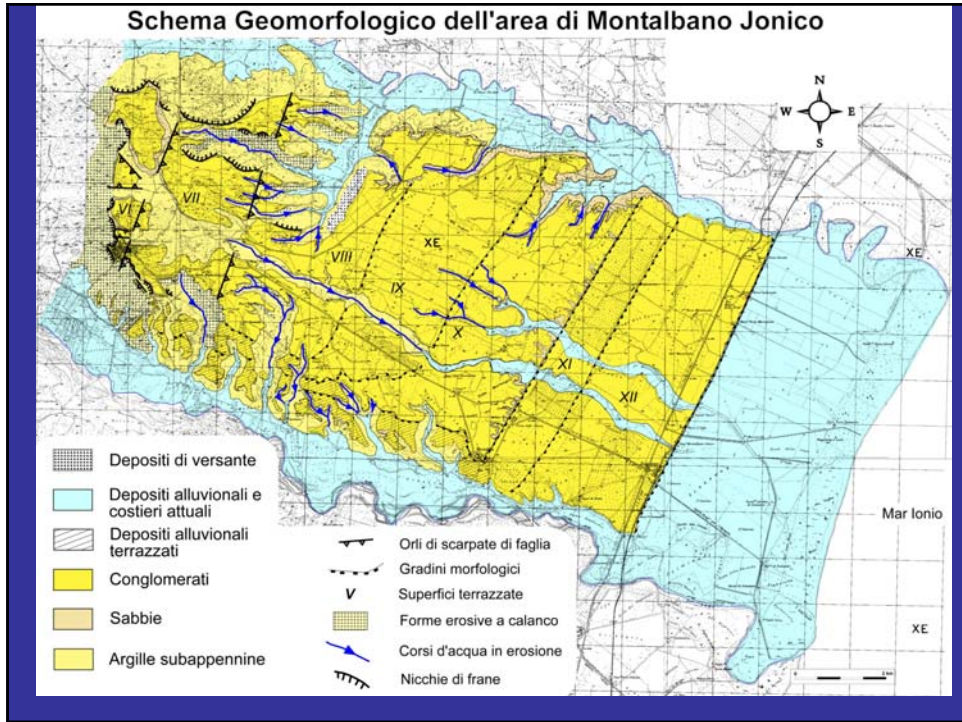 Schema Geomorfologico dell'area di Montalbano Jonico
N
W E
S
VI
VII
VIII
IX
XE
X
XI
XII
XE
Mar Ionio
XE
Depositi di versante
Depositi alluvionali e
costieri attuali
Depositi alluvionali
terrazzati
Conglomerati
Sabbie
Argille subappennine
Orli di scarpate di faglia
Gradini morfologici
V Superfici terrazzate
Forme erosive a calanco
Corsi d'acqua in erosione
Nicchie di frane